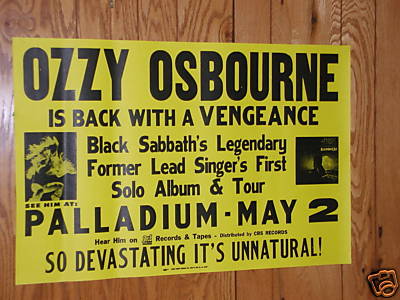 OZZY OSBOURNE
IS BACK WITH A VENGEANCE
Black Sabbath's Legendary
Former Lead Singer's First
Solo Album & Tour
SEE HIM AT:
PALLADIUM - MAY 2
Hear Him on Records & Tapes - Distributed by CBS RECORDS
SO DEVASTATING IT'S UNNATURAL!